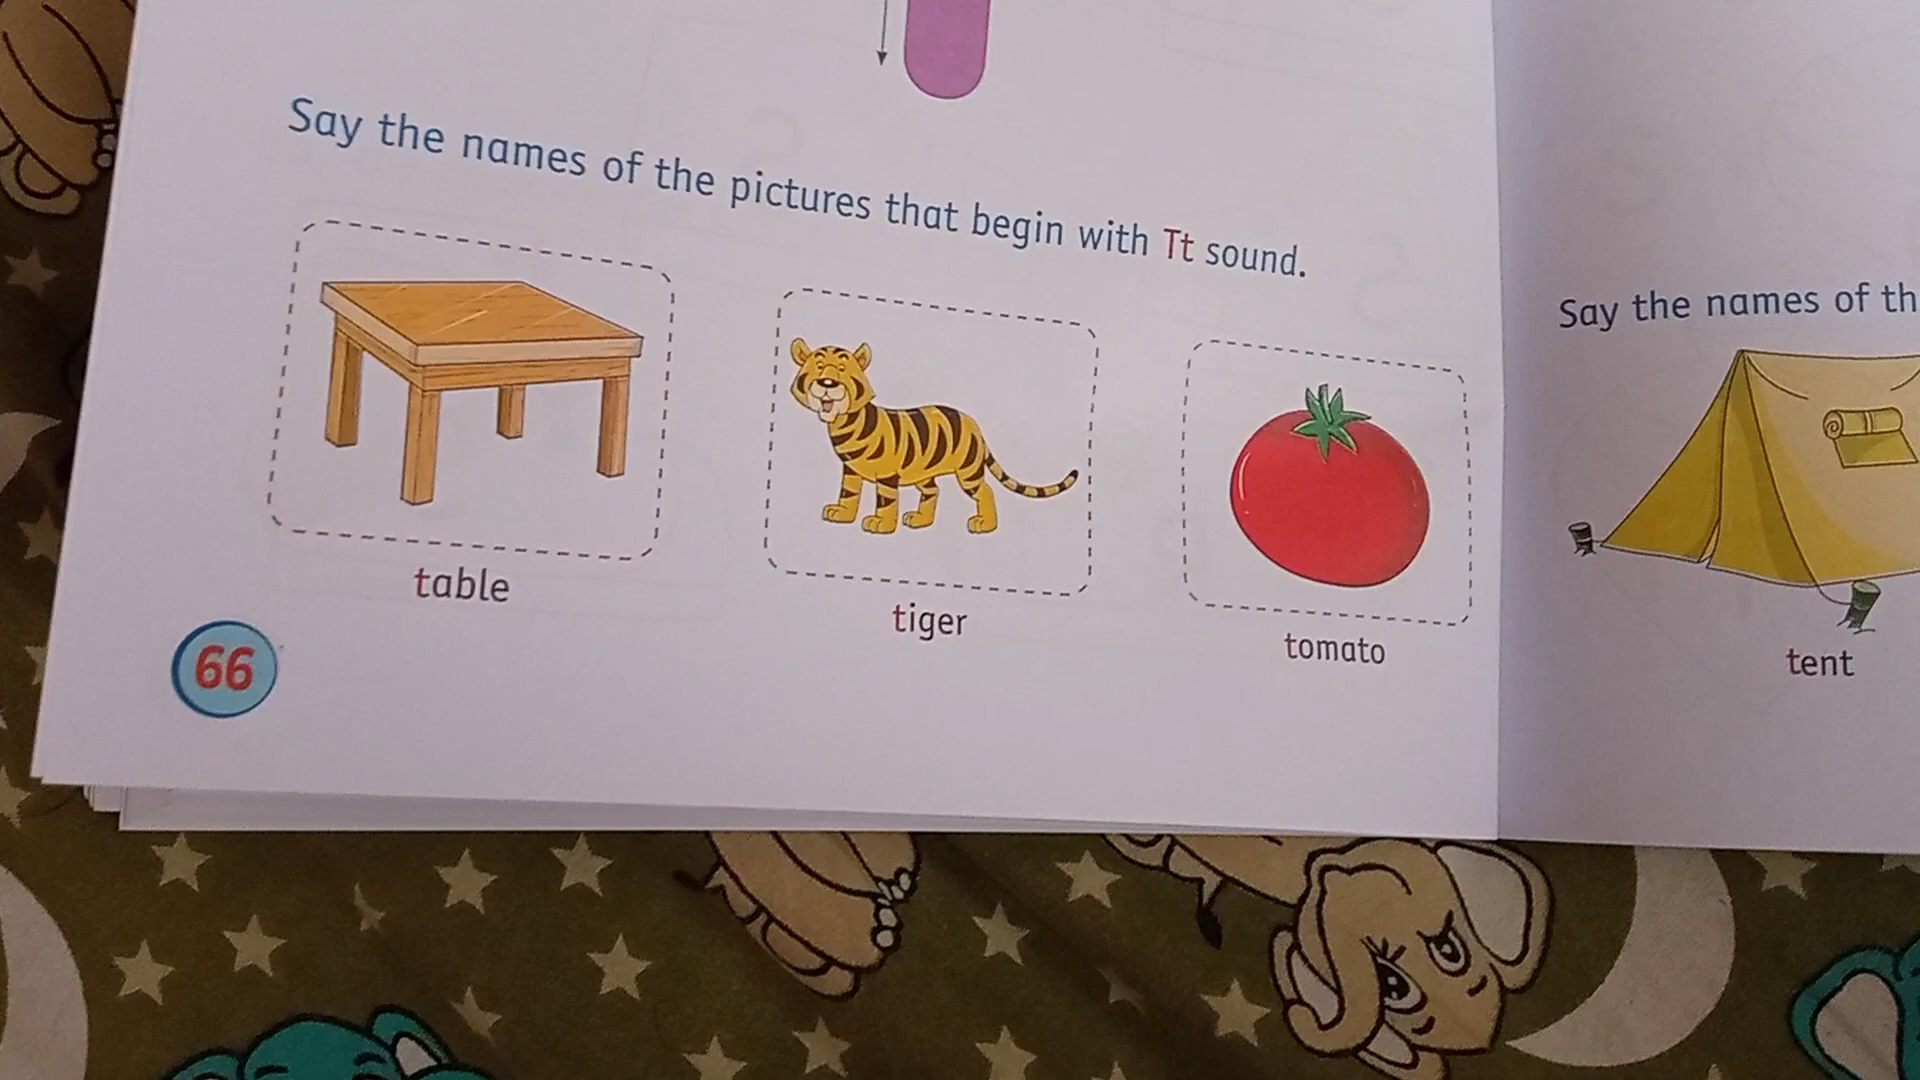 Say the names of the pictures that begin with Tt sound.
table
tiger
tomato
66
Say the names of th
tent